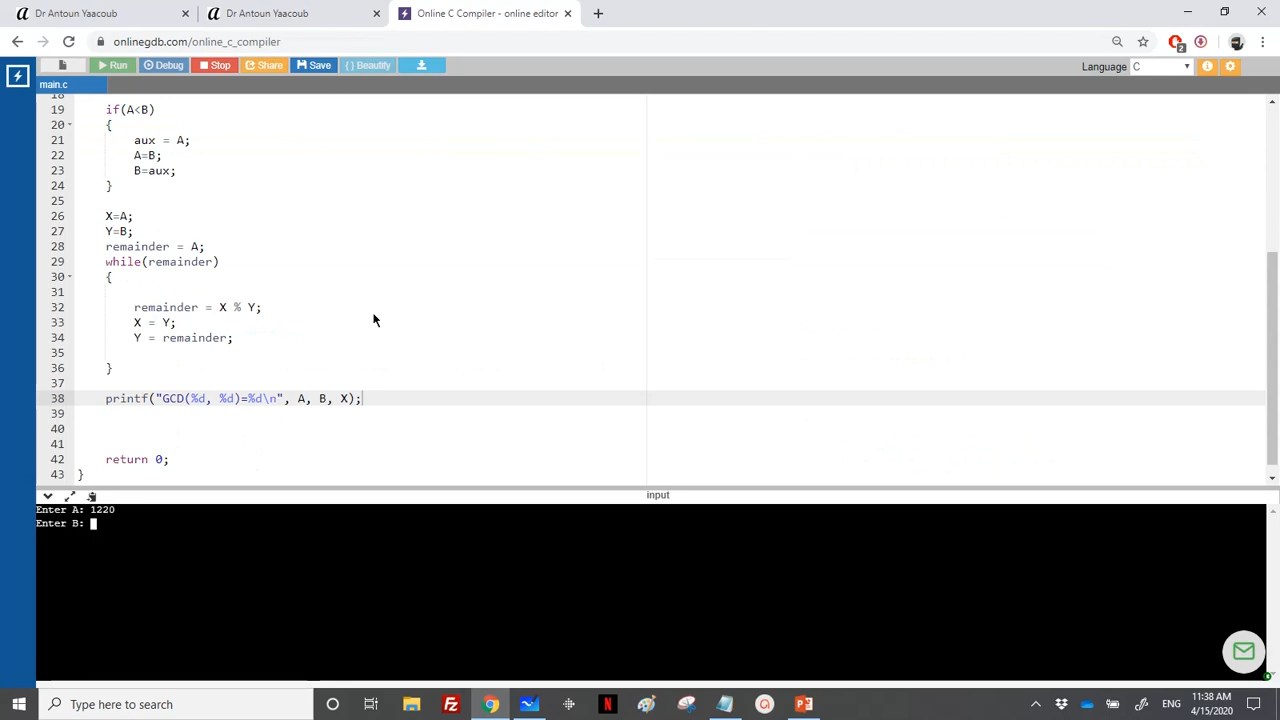 Dr Antoun Yaacoub
Dr Antoun Yaacoub
Online C Compiler - online editor
onlinegdb.com/online_c_compiler
2
Run Debug Stop Share Save { } Beautify Language C
main.c
18
19 if(A<B)
20 {
21 aux = A;
22 A=B;
23 B=aux;
24 }
25
26 X=A;
27 Y=B;
28 remainder = A;
29 while(remainder)
30 {
31
32 remainder = X % Y;
33 X = Y;
34 Y = remainder;
35
36 }
37
38 printf("GCD(%d, %d)=%d\n", A, B, X);
39
40
41
42 return 0;
43 }
input
Enter A: 1220
Enter B:
Type here to search
ENG
11:38 AM
4/15/2020